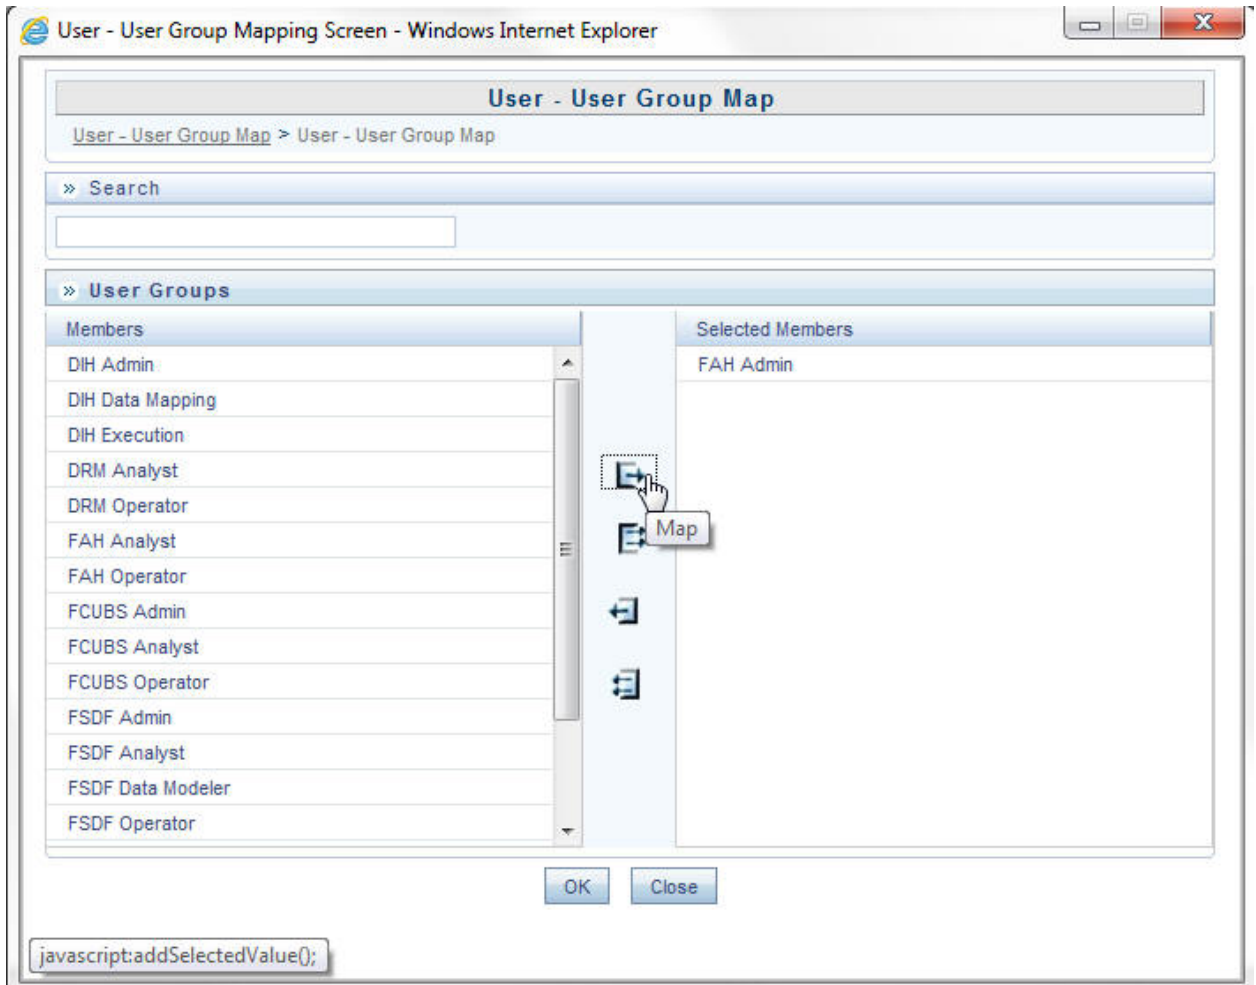 User - User Group Mapping Screen - Windows Internet Explorer
User - User Group Map
User - User Group Map > User - User Group Map
» Search
» User Groups
Members
Selected Members
DIH Admin
FAH Admin
DIH Data Mapping
DIH Execution
DRM Analyst
DRM Operator
Map
FAH Analyst
FAH Operator
FCUBS Admin
FCUBS Analyst
FCUBS Operator
FSDF Admin
FSDF Analyst
FSDF Data Modeler
FSDF Operator
OK
Close
javascript:addSelectedValue();